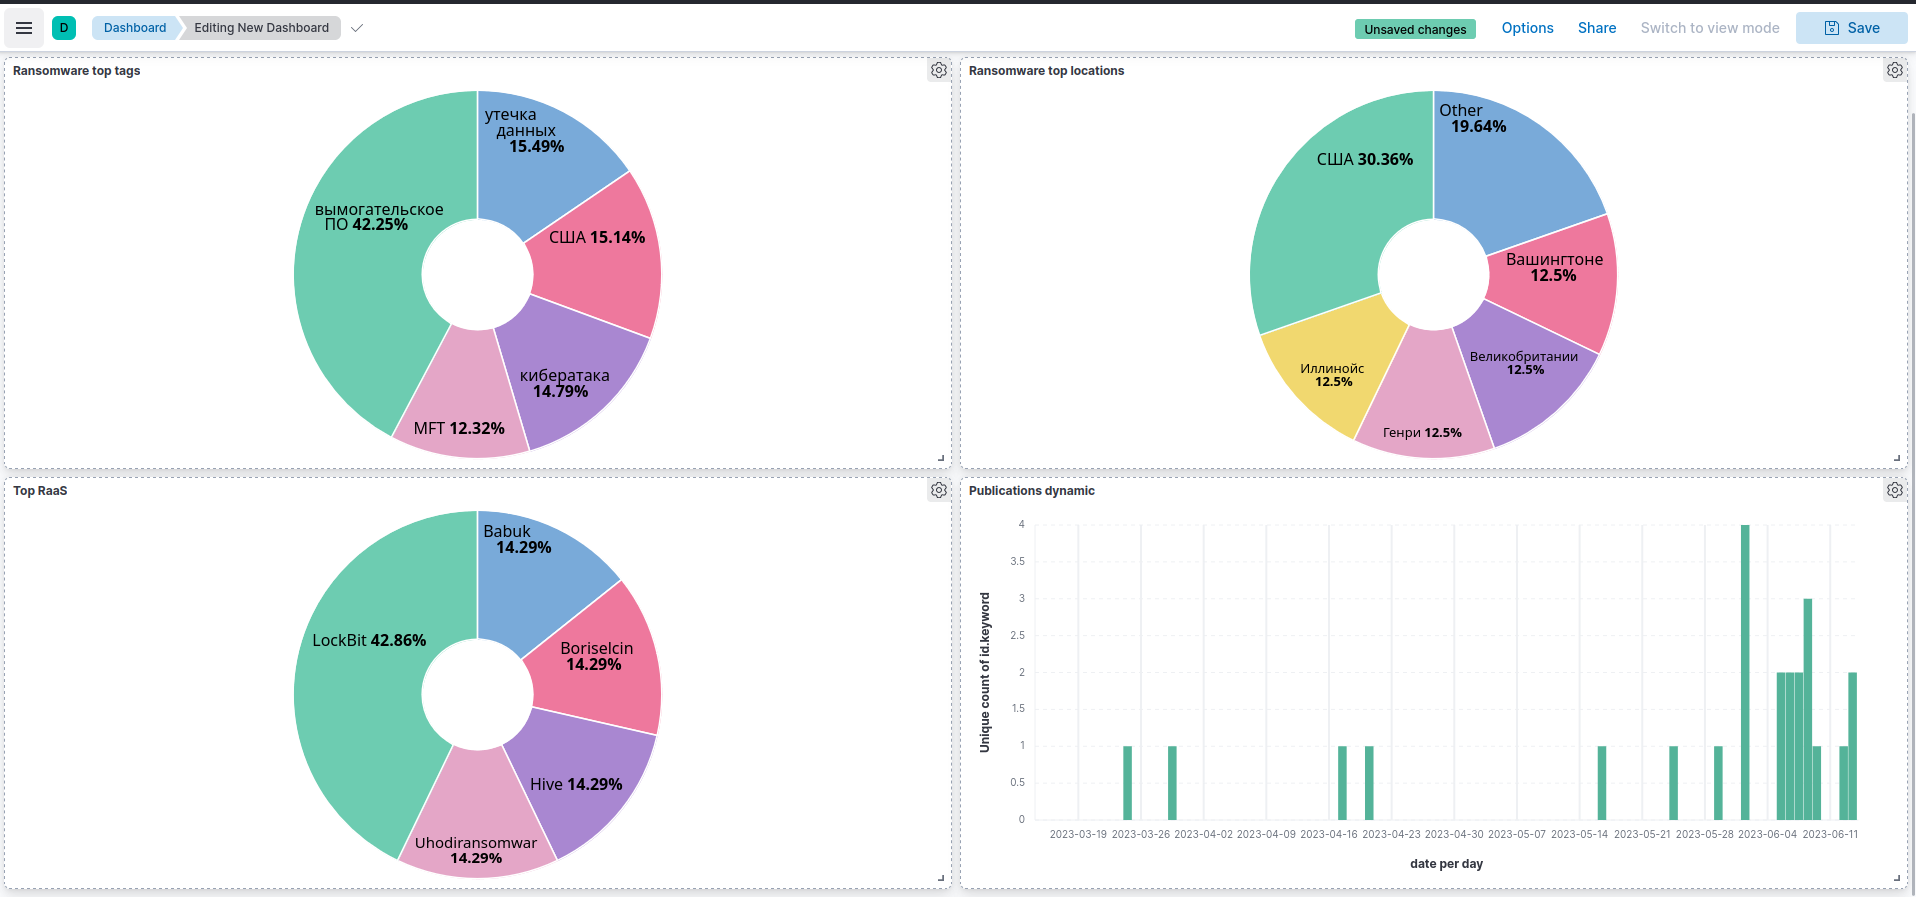 D
Dashboard
Editing New Dashboard
Unsaved changes
Options
Share
Switch to view mode
Save
Ransomware top tags
утечка
данных
15.49%
США 15.14%
вымогательское
ПО 42.25%
кибератака
14.79%
MFT 12.32%
Ransomware top locations
Other
19.64%
США 30.36%
Вашингтоне
12.5%
Великобритании
12.5%
Иллинойс
12.5%
Генри 12.5%
Top RaaS
Babuk
14.29%
LockBit 42.86%
Boriselcin
14.29%
Hive 14.29%
Uhodiransomwar
14.29%
Publications dynamic
Unique count of id.keyword
4
3.5
3
2.5
2
1.5
1
0.5
0
2023-03-19 2023-03-26 2023-04-02 2023-04-09 2023-04-16 2023-04-23 2023-04-30 2023-05-07 2023-05-14 2023-05-21 2023-05-28 2023-06-04 2023-06-11
date per day